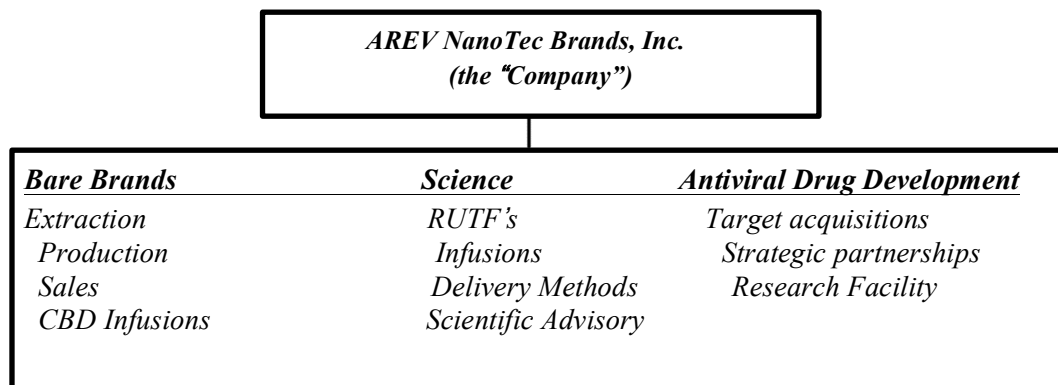 AREV NanoTec Brands, Inc.
(the “Company”)
Bare Brands Science Antiviral Drug Development
Extraction RUTF’s Target acquisitions
Production Infusions Strategic partnerships
Sales Delivery Methods Research Facility
CBD Infusions Scientific Advisory